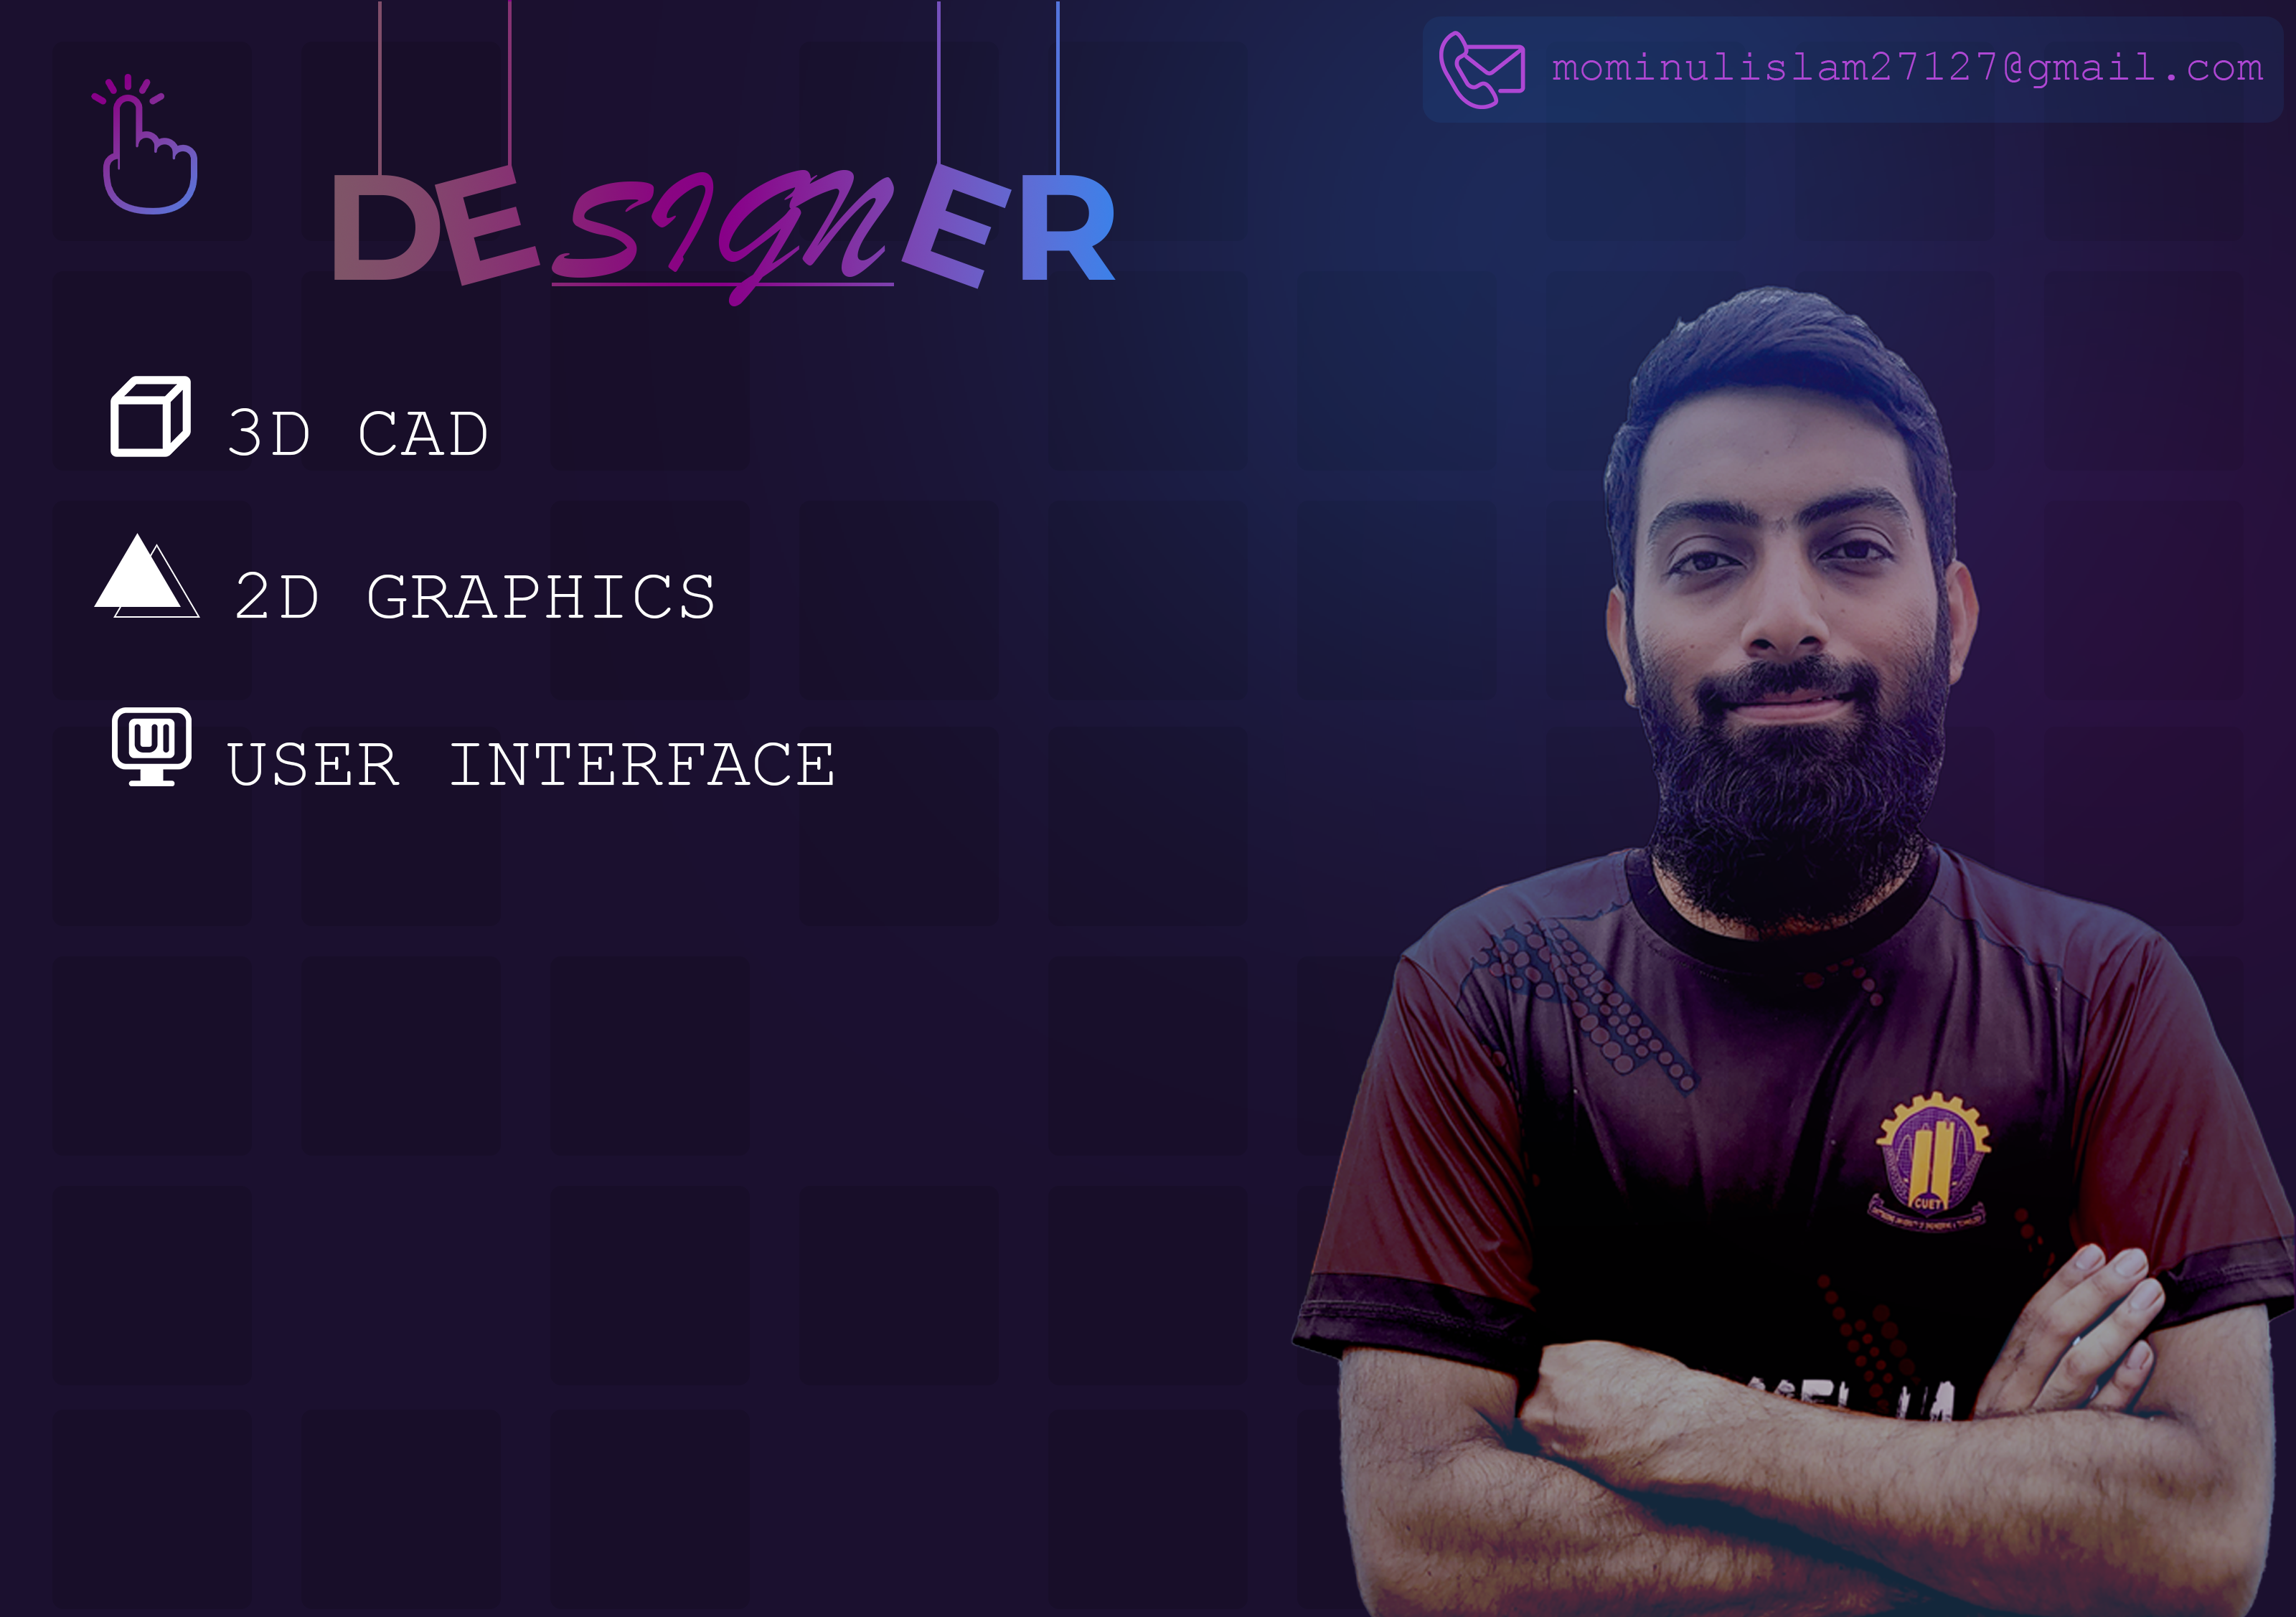 mominulislam27127@gmail.com
DESIGNER
3D CAD
2D GRAPHICS
UI
USER INTERFACE
CUET